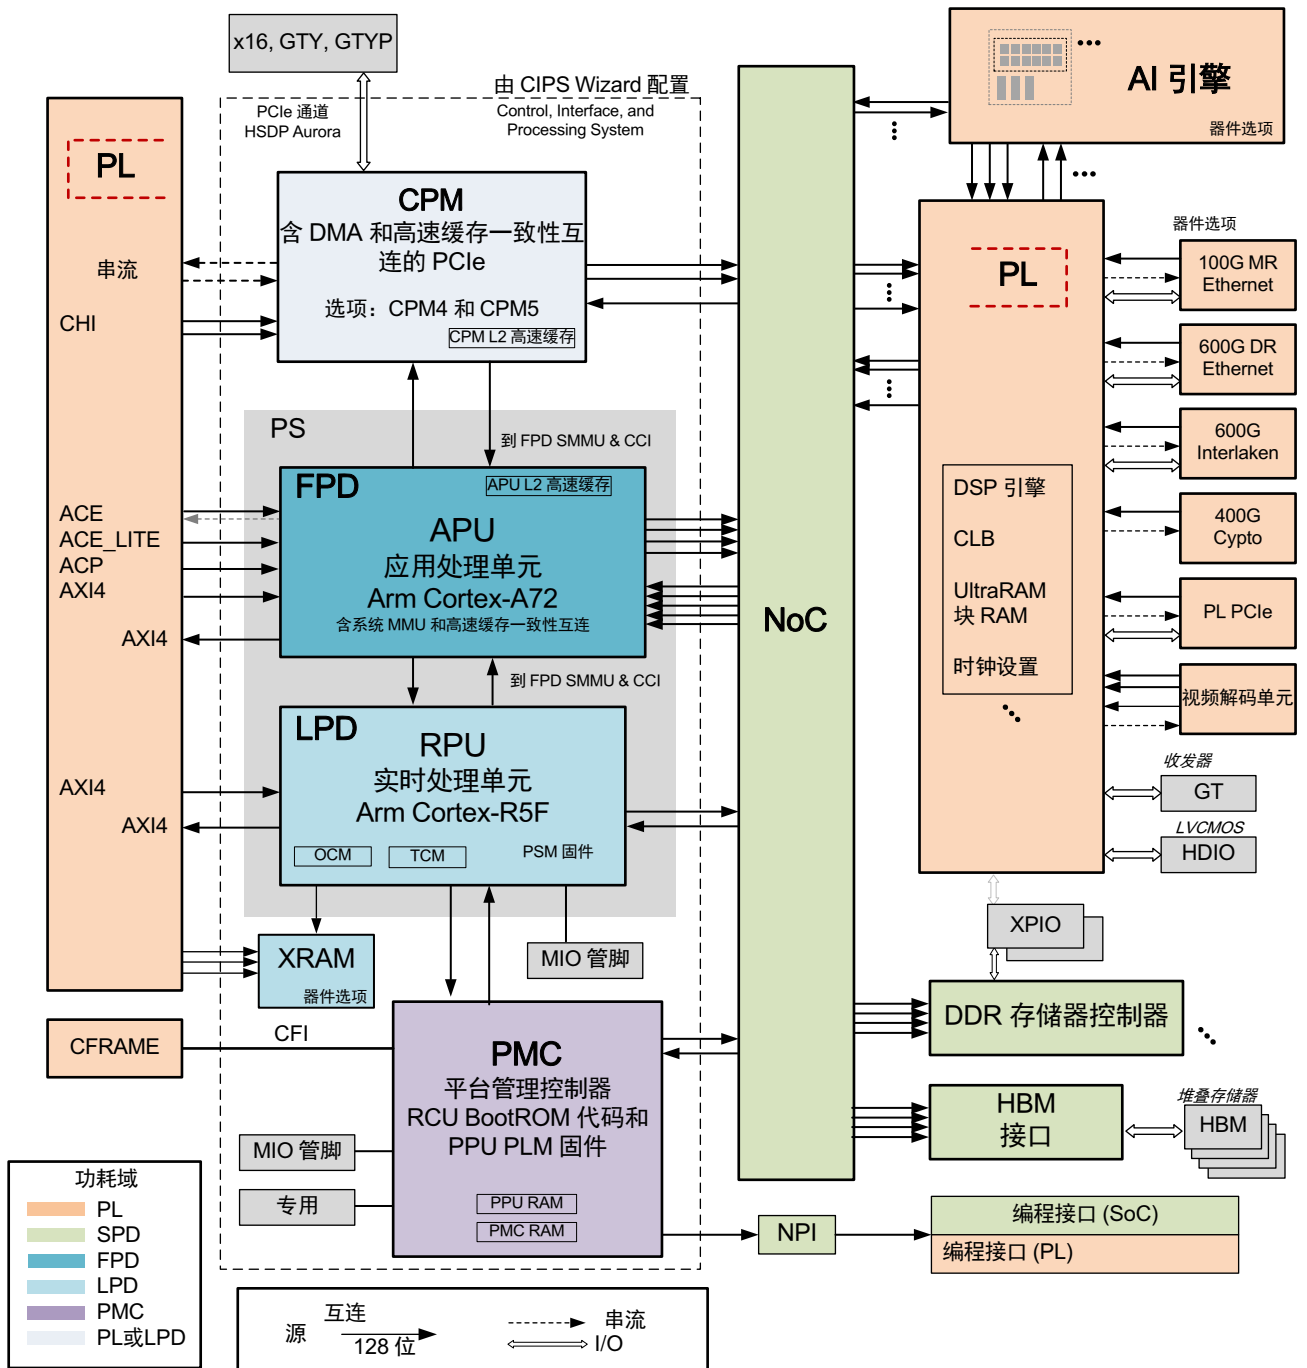 x16, GTY, GTYP
由 CIPS Wizard 配置
PCIe 通道
HSDP Aurora
Control, Interface, and
Processing System
AI 引擎
器件选项
PL
串流
CHI
ACE
ACE_LITE
ACP
AXI4
AXI4
AXI4
AXI4
CPM
含 DMA 和高速缓存一致性互
连的 PCIe
选项：CPM4 和 CPM5
CPM L2 高速缓存
PS
到 FPD SMMU & CCI
FPD
APU L2 高速缓存
APU
应用处理单元
Arm Cortex-A72
含系统 MMU 和高速缓存一致性互连
到 FPD SMMU & CCI
LPD
RPU
实时处理单元
Arm Cortex-R5F
OCM
TCM
PSM 固件
XRAM
器件选项
MIO 管脚
CFRAME
CFI
PMC
平台管理控制器
RCU BootROM 代码和
PPU PLM 固件
PPU RAM
PMC RAM
MIO 管脚
专用
NoC
PL
DSP 引擎
CLB
UltraRAM
块 RAM
时钟设置
器件选项
100G MR
Ethernet
600G DR
Ethernet
600G
Interlaken
400G
Cypto
PL PCIe
视频解码单元
收发器
GT
LVCMOS
HDIO
XPIO
DDR 存储器控制器
HBM
接口
堆叠存储器
HBM
NPI
编程接口 (SoC)
编程接口 (PL)
功耗域
PL
SPD
FPD
LPD
PMC
PL或LPD
源
互连
128 位
串流
I/O